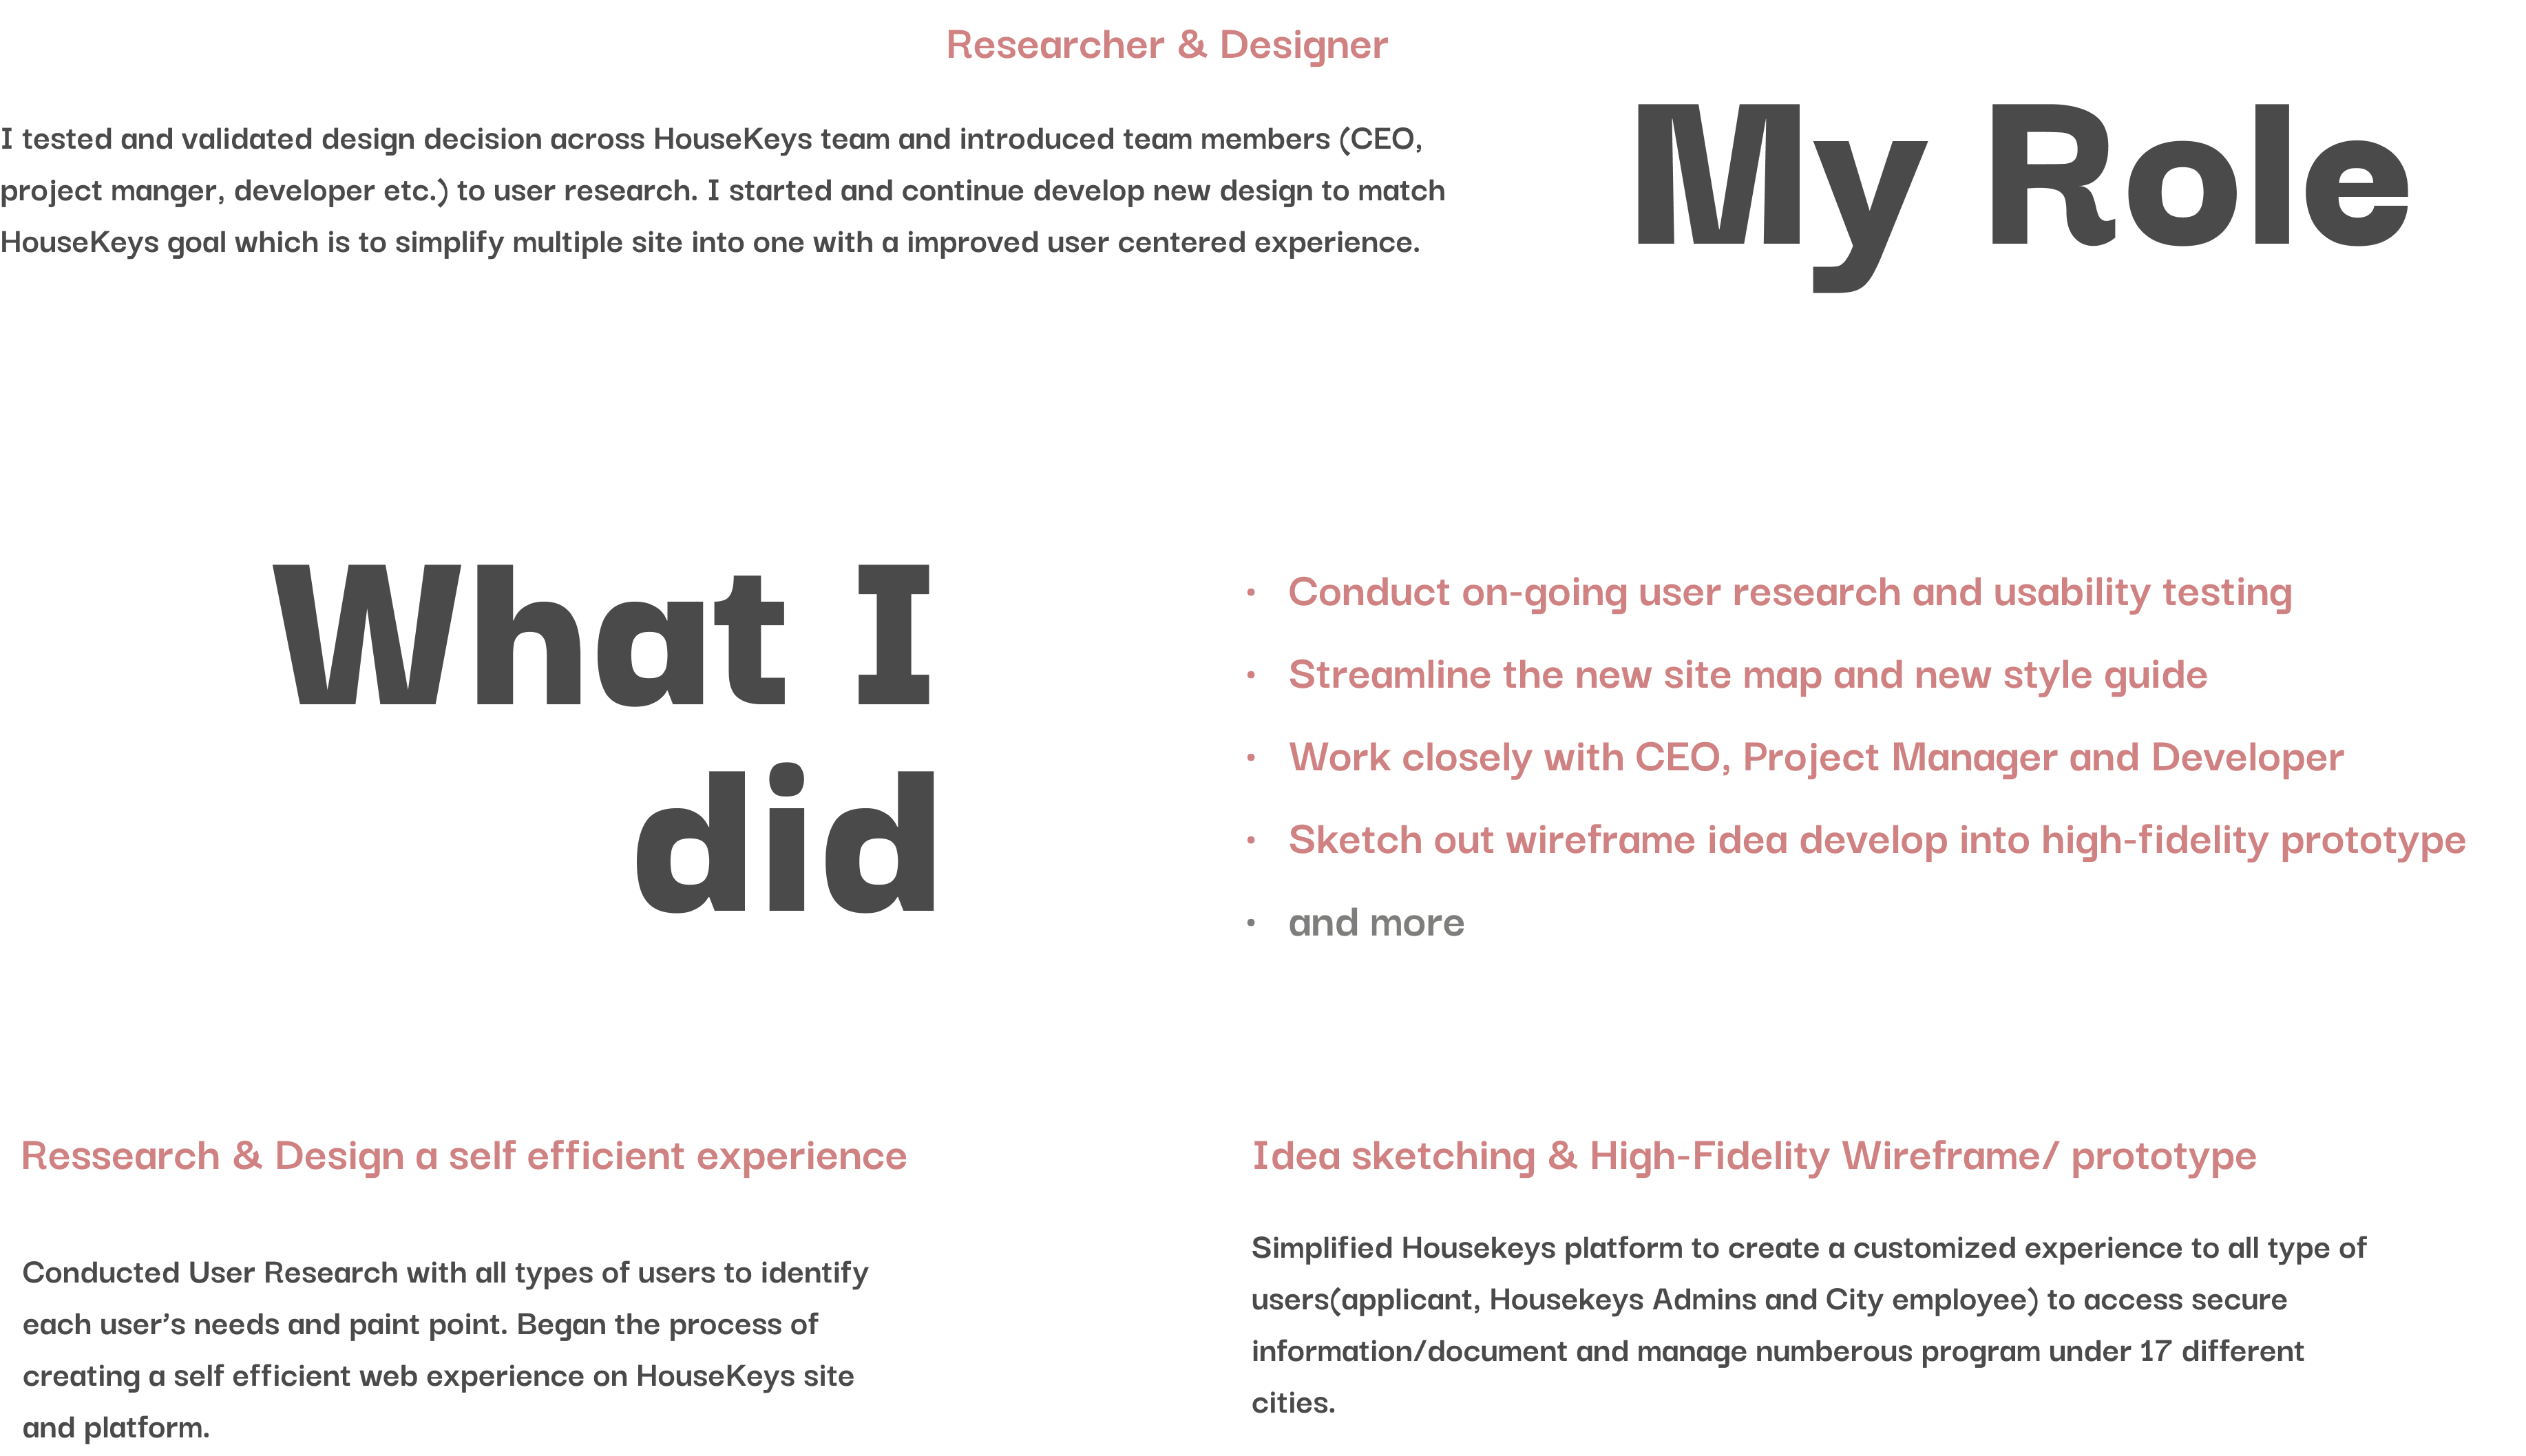 Researcher & Designer
I tested and validated design decision across HouseKeys team and introduced team members (CEO,
project manger, developer etc.) to user research. I started and continue develop new design to match
HouseKeys goal which is to simplify multiple site into one with a improved user centered experience.
My Role
What I
did
• Conduct on-going user research and usability testing
• Streamline the new site map and new style guide
• Work closely with CEO, Project Manager and Developer
• Sketch out wireframe idea develop into high-fidelity prototype
• and more
Ressearch & Design a self efficient experience
Conducted User Research with all types of users to identify
each user’s needs and paint point. Began the process of
creating a self efficient web experience on HouseKeys site
and platform.
Idea sketching & High-Fidelity Wireframe/ prototype
Simplified Housekeys platform to create a customized experience to all type of
users(applicant, Housekeys Admins and City employee) to access secure
information/document and manage numberous program under 17 different
cities.